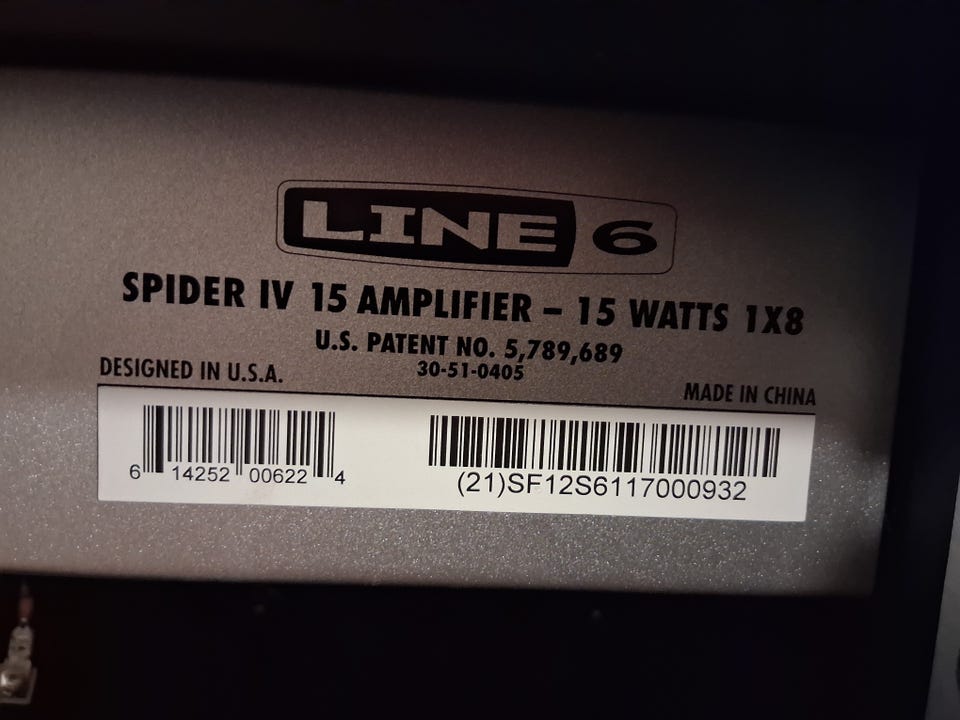 LINE 6
SPIDER IV 15 AMPLIFIER – 15 WATTS 1X8
U.S. PATENT NO. 5,789,689
30-51-0405
DESIGNED IN U.S.A.
MADE IN CHINA
6 14252 00622 4
(21)SF12S6117000932